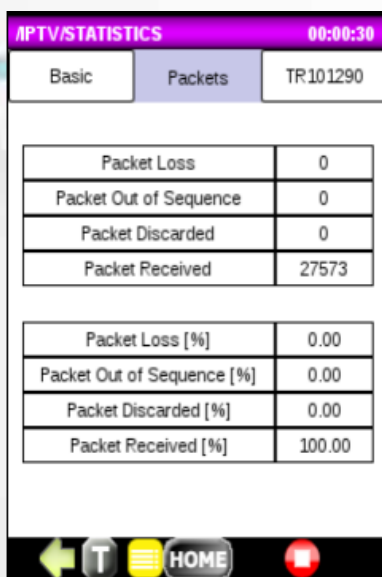 /IPTV/STATISTICS 00:00:30
Basic Packets TR101290
Packet Loss 0
Packet Out of Sequence 0
Packet Discarded 0
Packet Received 27573
Packet Loss [%] 0.00
Packet Out of Sequence [%] 0.00
Packet Discarded [%] 0.00
Packet Received [%] 100.00
T HOME